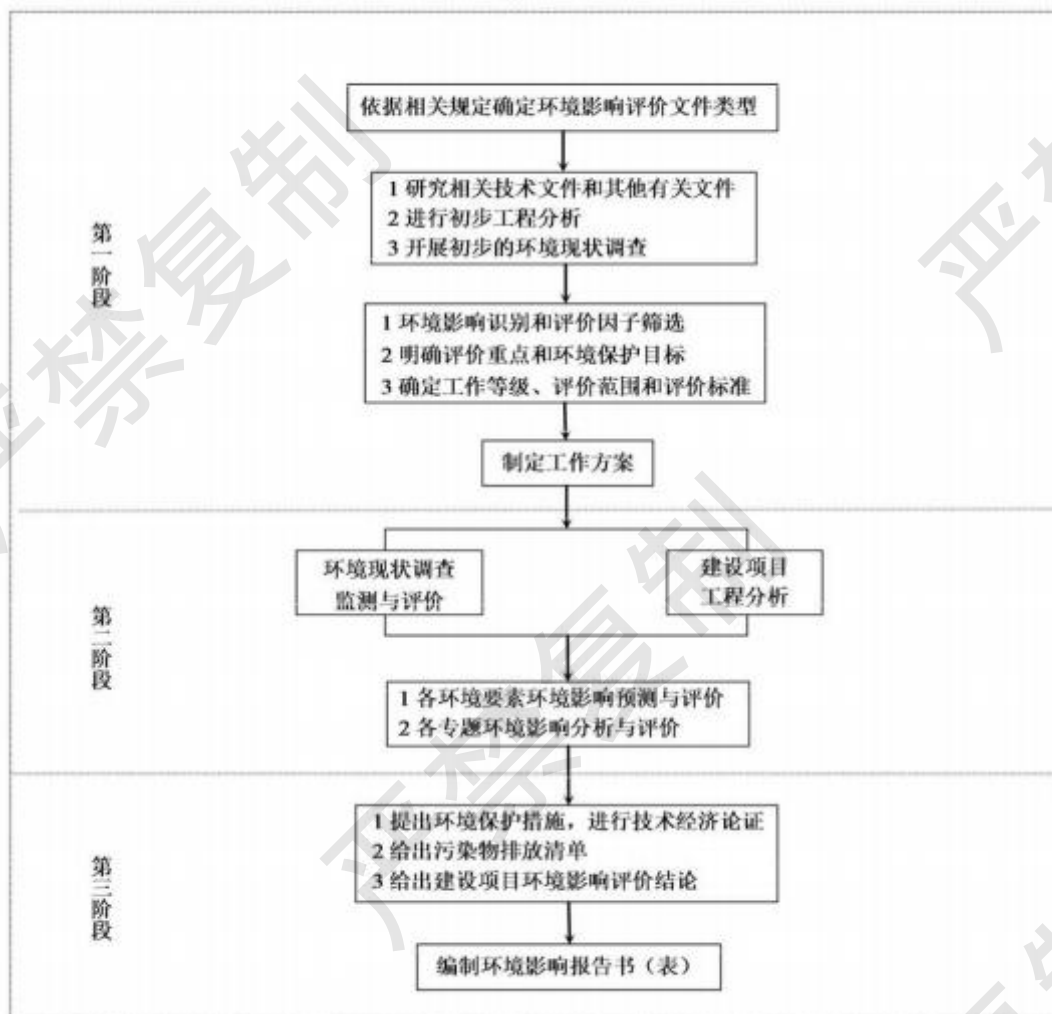 依据相关规定确定环境影响评价文件类型
第一阶段
1 研究相关技术文件和其他有关文件
2 进行初步工程分析
3 开展初步的环境现状调查
1 环境影响识别和评价因子筛选
2 明确评价重点和环境保护目标
3 确定工作等级、评价范围和评价标准
制定工作方案
第二阶段
环境现状调查
监测与评价
建设项目
工程分析
1 各环境要素环境影响预测与评价
2 各专题环境影响分析与评价
第三阶段
1 提出环境保护措施，进行技术经济论证
2 给出污染物排放清单
3 给出建设项目环境影响评价结论
编制环境影响报告书（表）
严禁复制
严禁复制
严禁